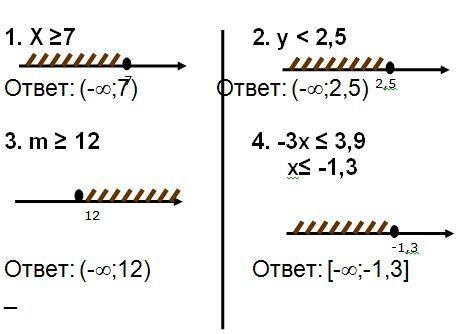 1. X ≥7
7
Ответ: (-∞;7)
2. y < 2,5
2,5
Ответ: (-∞;2,5)
3. m ≥ 12
12
Ответ: (-∞;12)
4. -3x ≤ 3,9
x≤ -1,3
-1,3
Ответ: [-∞;-1,3]